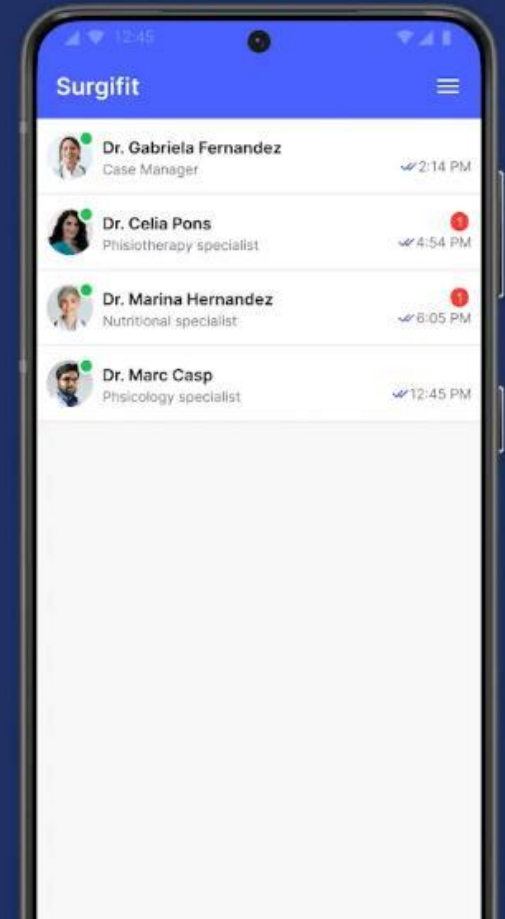 12:45
Surgifit
Dr. Gabriela Fernandez
Case Manager
2:14 PM
Dr. Celia Pons
1
Phisiotherapy specialist
4:54 PM
Dr. Marina Hernandez
1
Nutritional specialist
6:05 PM
Dr. Marc Casp
Phsicology specialist
12:45 PM